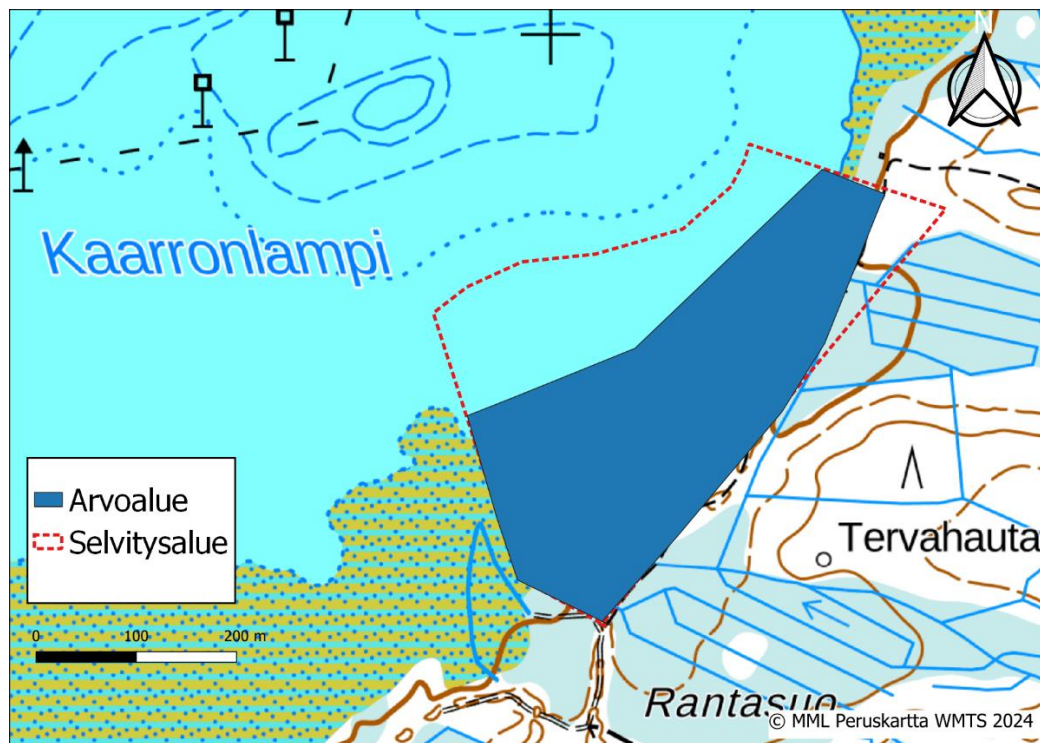 N
Kaarronlampi
Arvoalue
Selvitysalue
Tervahauta
0 100 200 m
Rantasuo
© MML Peruskartta WMTS 2024